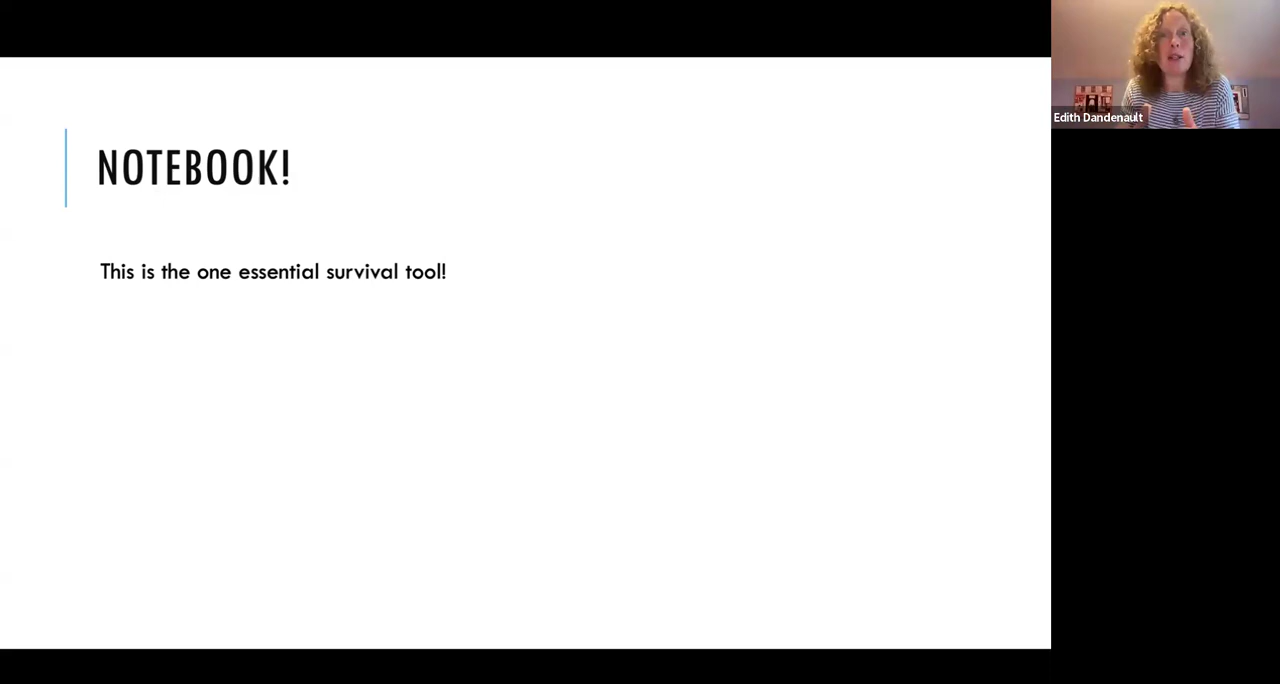 NOTEBOOK!
This is the one essential survival tool!
Edith Dandenault